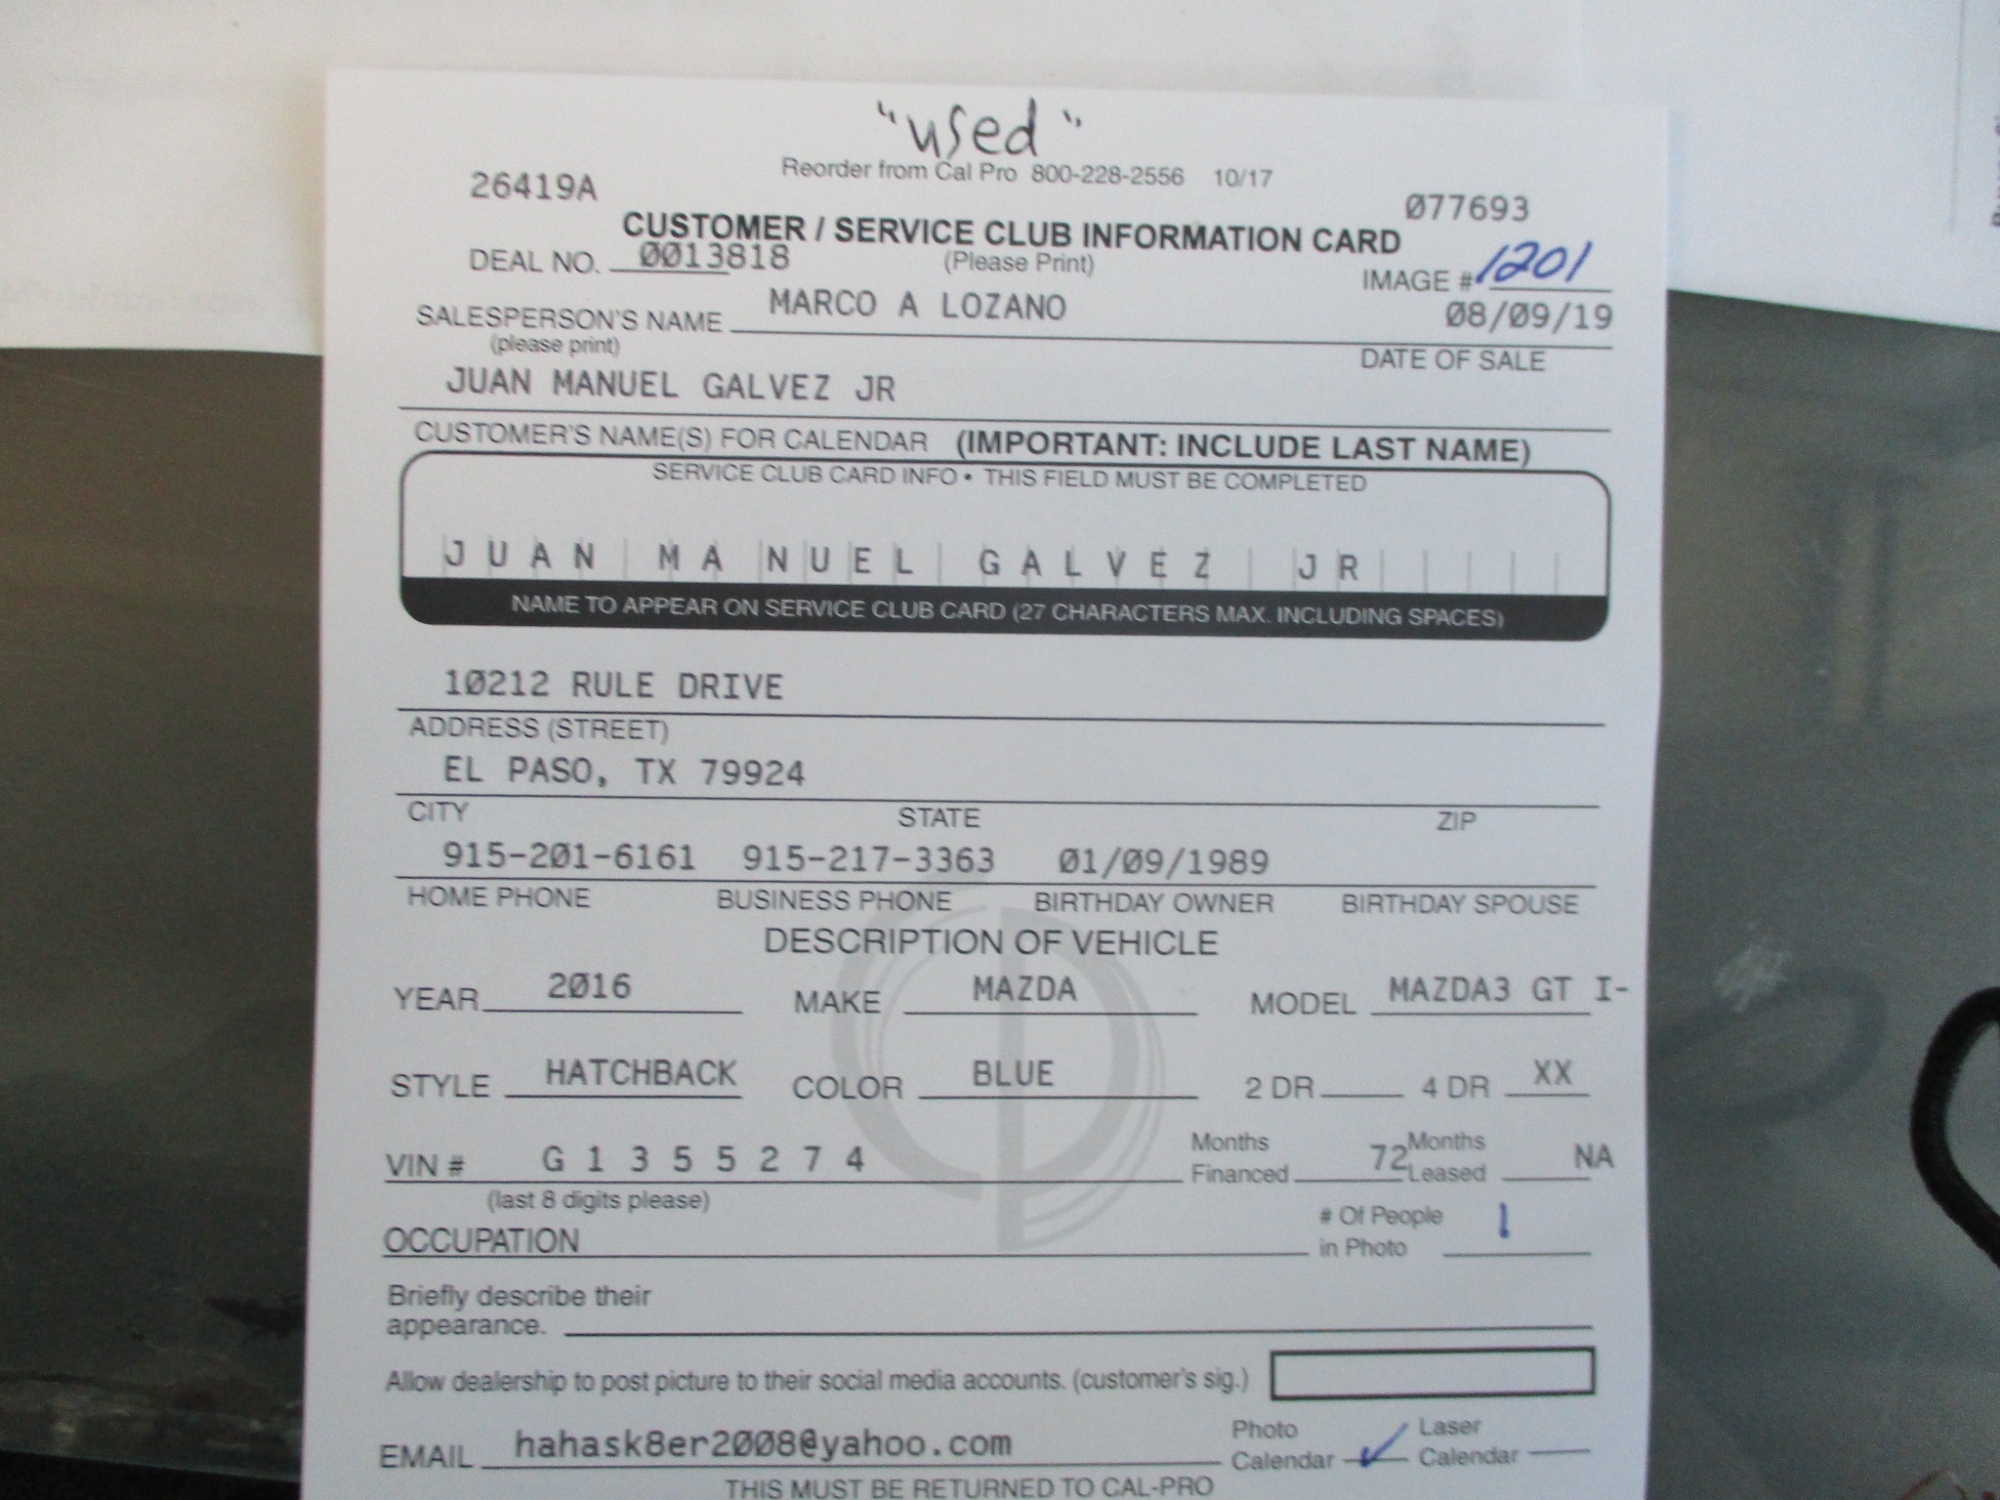 "used"
Reorder from Cal Pro 800-228-2556 10/17
26419A
077693
CUSTOMER / SERVICE CLUB INFORMATION CARD
DEAL NO. 0013818 (Please Print) IMAGE # 1201
SALESPERSON'S NAME MARCO A LOZANO 08/09/19
(please print) DATE OF SALE
JUAN MANUEL GALVEZ JR
CUSTOMER'S NAME(S) FOR CALENDAR (IMPORTANT: INCLUDE LAST NAME)
SERVICE CLUB CARD INFO • THIS FIELD MUST BE COMPLETED
JUAN MANUEL GALVEZ JR
NAME TO APPEAR ON SERVICE CLUB CARD (27 CHARACTERS MAX. INCLUDING SPACES)
10212 RULE DRIVE
ADDRESS (STREET)
EL PASO, TX 79924
CITY STATE ZIP
915-201-6161 915-217-3363 01/09/1989
HOME PHONE BUSINESS PHONE BIRTHDAY OWNER BIRTHDAY SPOUSE
DESCRIPTION OF VEHICLE
YEAR 2016 MAKE MAZDA MODEL MAZDA3 GT I-
STYLE HATCHBACK COLOR BLUE 2 DR 4 DR XX
VIN # G1355274 Months Financed 72 Months Leased NA
(last 8 digits please)
OCCUPATION # Of People in Photo 1
Briefly describe their
appearance.
Allow dealership to post picture to their social media accounts. (customer's sig.)
EMAIL hahask8er2008@yahoo.com Photo Calendar ✓ Laser Calendar
THIS MUST BE RETURNED TO CAL-PRO